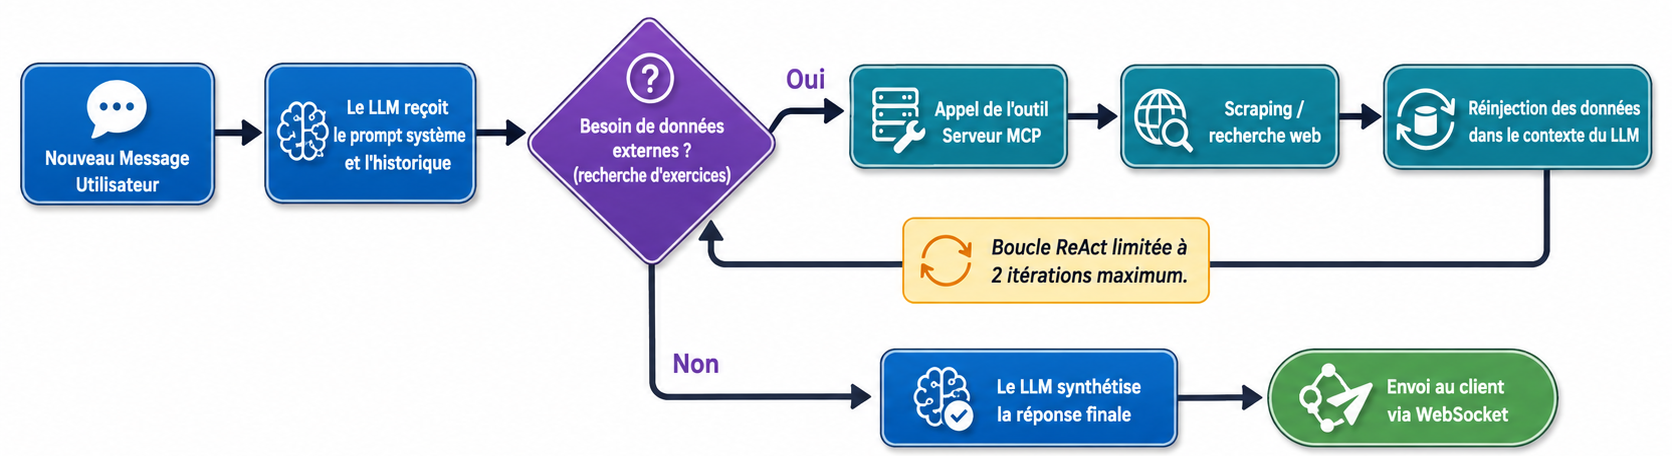 Nouveau Message
Utilisateur
Le LLM reçoit
le prompt système
et l'historique
?
Besoin de données
externes ?
(recherche d'exercices)
Oui
Appel de l'outil
Serveur MCP
Scraping /
recherche web
Réinjection des données
dans le contexte du LLM
Boucle ReAct limitée à
2 itérations maximum.
Non
Le LLM synthétise
la réponse finale
Envoi au client
via WebSocket